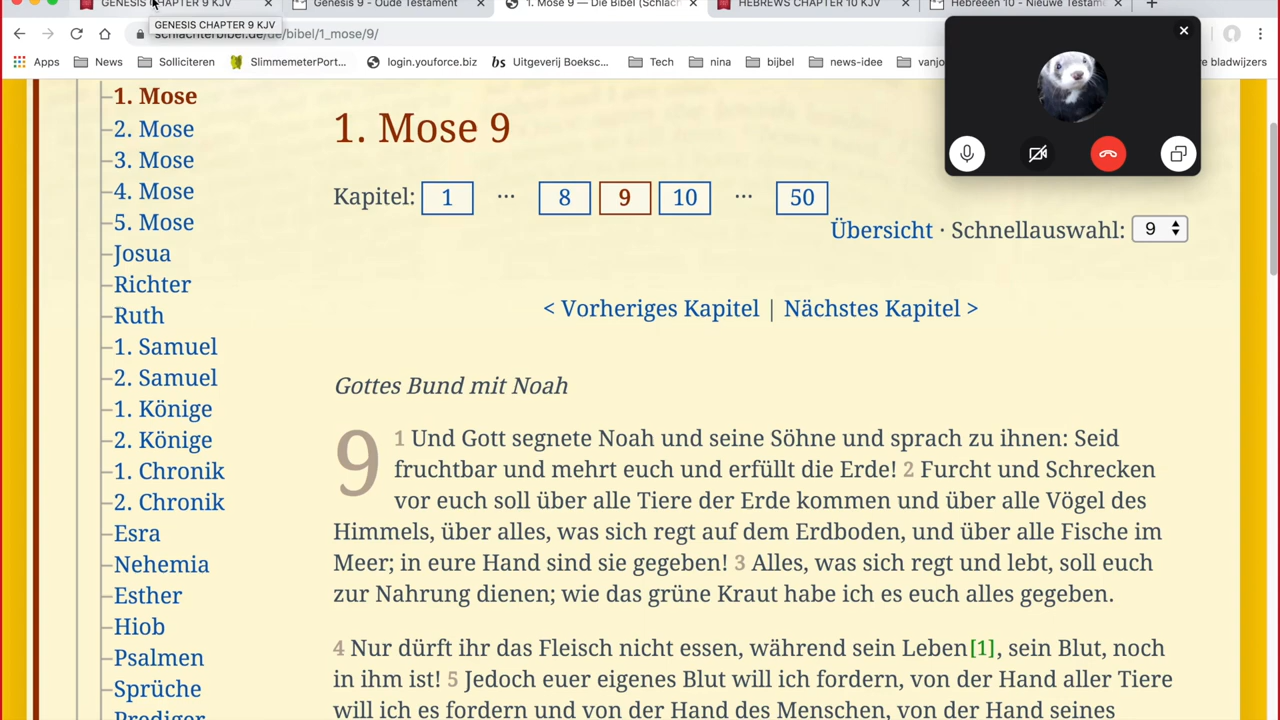 GENESIS CHAPTER 9 KJV
Genesis 9 - Oude Testament
1. Mose 9 — Die Bibel (Schlach
HEBREWS CHAPTER 10 KJV
Hebreeën 10 - Nieuwe Testam
GENESIS CHAPTER 9 KJV
schlachterbibel.de/de/bibel/1_mose/9/
Apps News Solliciteren SlimmemeterPort... login.youforce.biz bs Uitgeverij Boeksc... Tech nina bijbel news-idee vanjo re bladwijzers
1. Mose
2. Mose
3. Mose
4. Mose
5. Mose
Josua
Richter
Ruth
1. Samuel
2. Samuel
1. Könige
2. Könige
1. Chronik
2. Chronik
Esra
Nehemia
Esther
Hiob
Psalmen
Sprüche
Prediger
1. Mose 9
Kapitel: 1 ... 8 9 10 ... 50
Übersicht · Schnellauswahl: 9
< Vorheriges Kapitel | Nächstes Kapitel >
Gottes Bund mit Noah
9 1 Und Gott segnete Noah und seine Söhne und sprach zu ihnen: Seid
fruchtbar und mehrt euch und erfüllt die Erde! 2 Furcht und Schrecken
vor euch soll über alle Tiere der Erde kommen und über alle Vögel des
Himmels, über alles, was sich regt auf dem Erdboden, und über alle Fische im
Meer; in eure Hand sind sie gegeben! 3 Alles, was sich regt und lebt, soll euch
zur Nahrung dienen; wie das grüne Kraut habe ich es euch alles gegeben.
4 Nur dürft ihr das Fleisch nicht essen, während sein Leben[1], sein Blut, noch
in ihm ist! 5 Jedoch euer eigenes Blut will ich fordern, von der Hand aller Tiere
will ich es fordern und von der Hand des Menschen, von der Hand seines